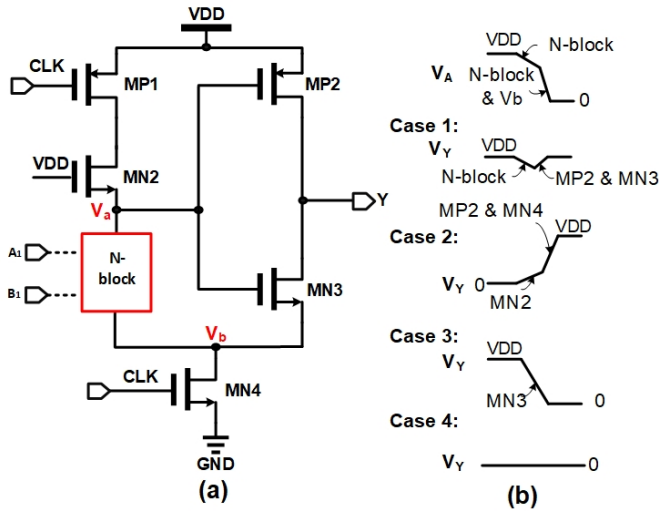 VDD
CLK
MP1
MP2
VDD
MN2
Va
Y
A1
N-
block
B1
MN3
Vb
CLK
MN4
GND
(a)
VDD
N-block
VA
N-block
& Vb
0
Case 1:
VY
VDD
N-block
MP2 & MN3
MP2 & MN4
Case 2:
VDD
VY
0
MN2
Case 3:
VY
VDD
MN3
0
Case 4:
VY
0
(b)